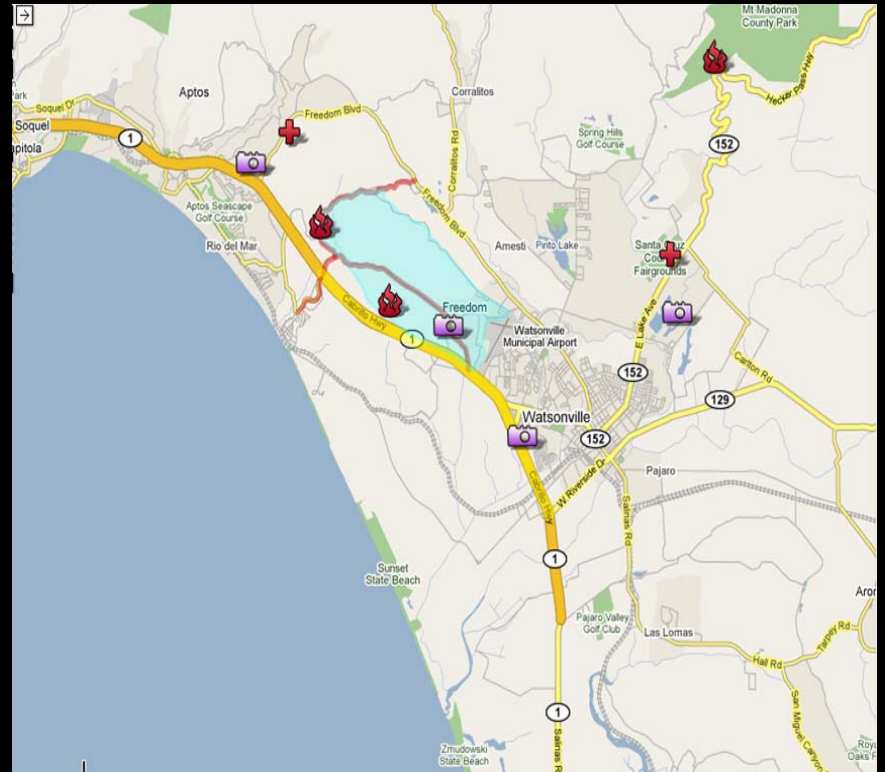 Mt Madonna
County Park
Hecker Pass Hwy
Aptos
Corralitos
Soquel Dr
Freedom Blvd
Soquel
1
152
Spring Hills
Golf Course
Corralitos Rd
Aptos Seascape
Golf Course
Freedom Blvd
Rio del Mar
Amesti
Pinto Lake
Fairgrounds
Cabrillo Hwy
Freedom
1
Watsonville
Municipal Airport
E Lake Ave
Carlton Rd
152
129
Watsonville
152
Pajaro
Cabrillo Hwy
W Riverside Dr
Salinas Rd
1
Sunset
State Beach
Pajaro Valley
Golf Club
Las Lomas
Hall Rd
Tarpey Rd
San Miguel Canyon
1
Salinas R
Zmudowski
State Beach